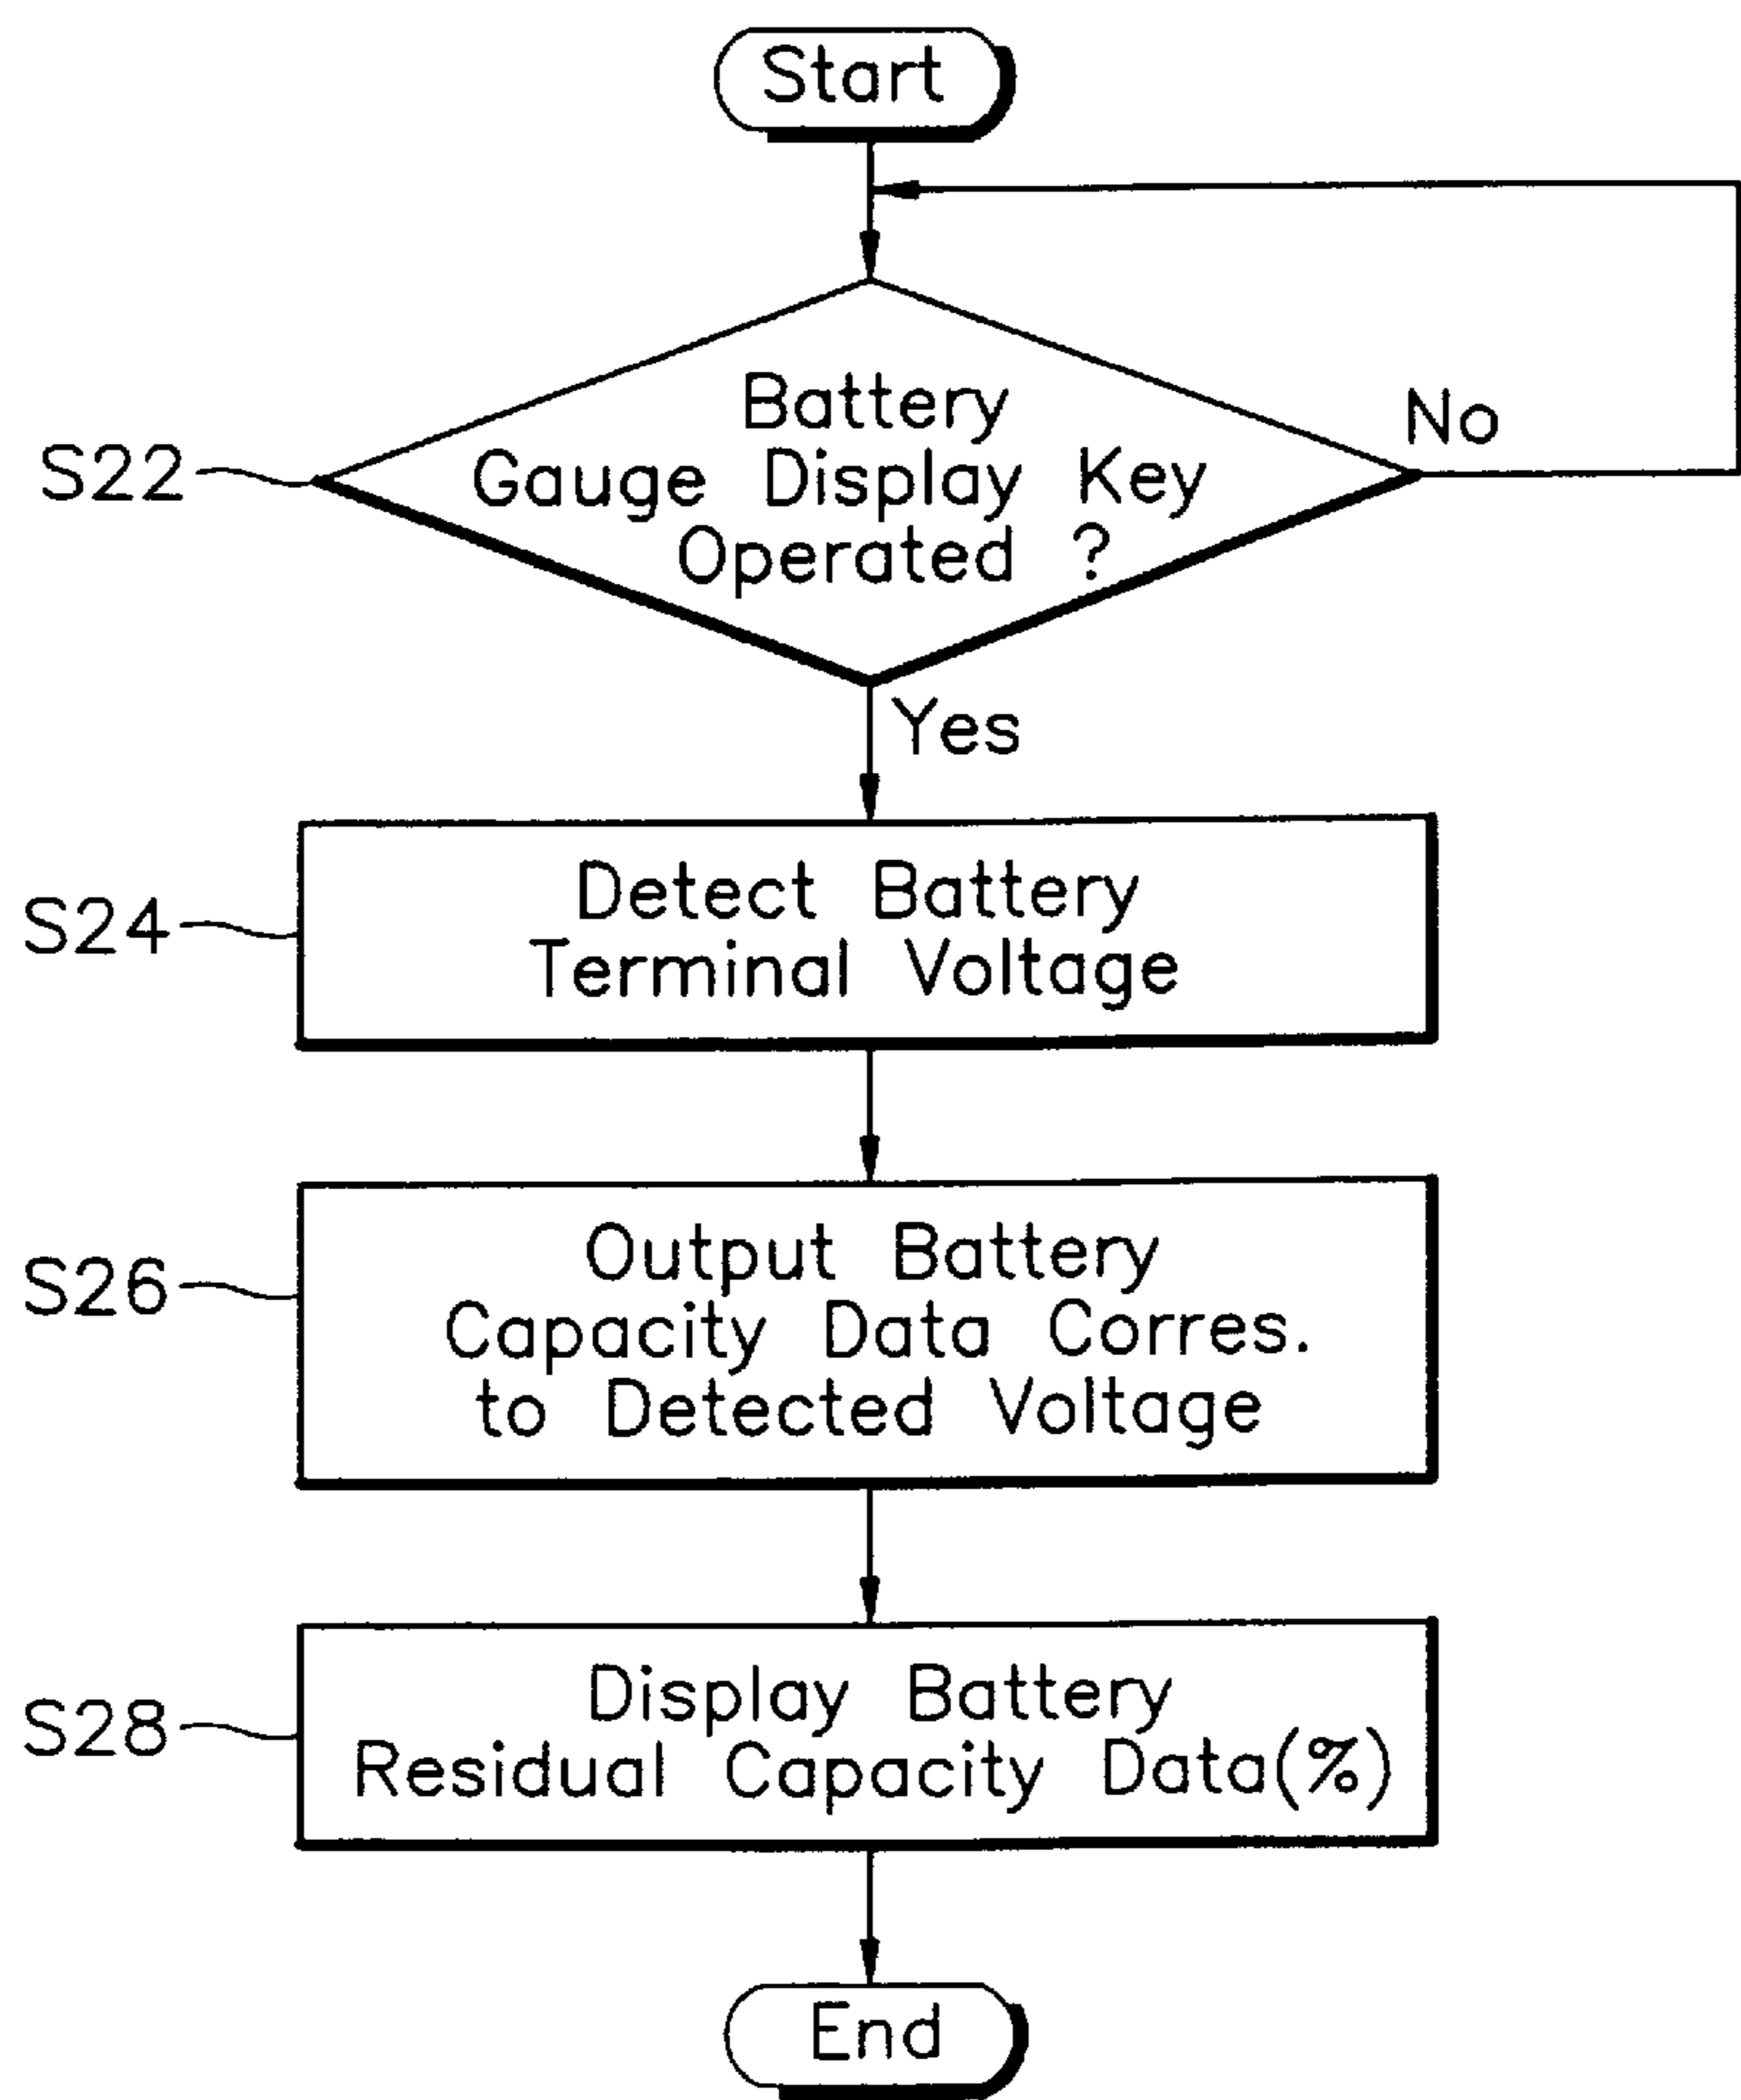 Start
Battery
Gauge Display Key
Operated ?
No
S22
Yes
Detect Battery
Terminal Voltage
S24
Output Battery
Capacity Data Corres.
to Detected Voltage
S26
Display Battery
Residual Capacity Data(%)
S28
End